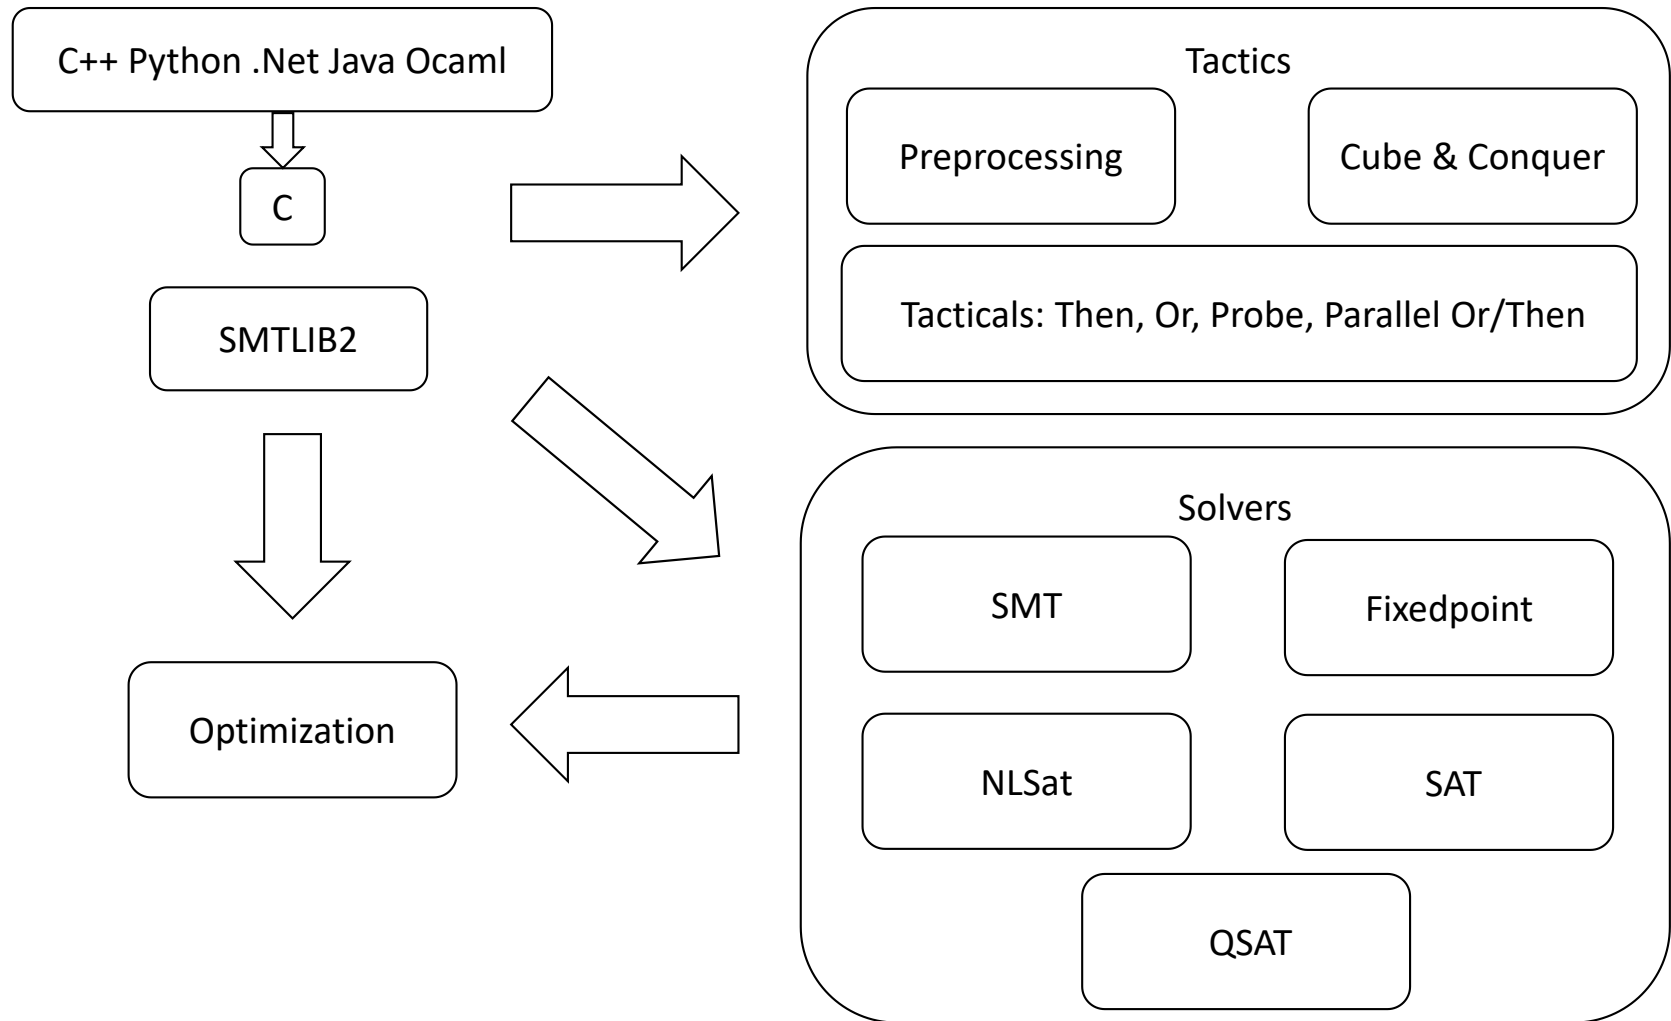 C++ Python .Net Java Ocaml
C
SMTLIB2
Optimization
Tactics
Preprocessing
Cube & Conquer
Tacticals: Then, Or, Probe, Parallel Or/Then
Solvers
SMT
Fixedpoint
NLSat
SAT
QSAT